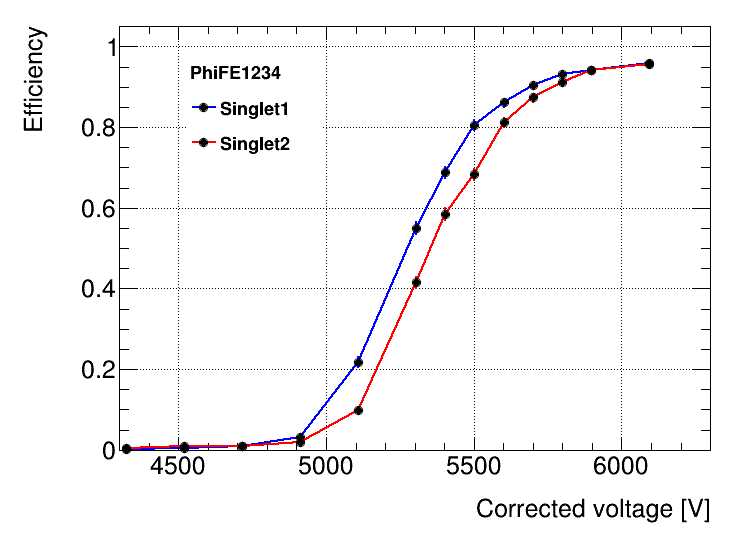 Efficiency
1
0.8
0.6
0.4
0.2
0
PhiFE1234
Singlet1
Singlet2
4500 5000 5500 6000
Corrected voltage [V]